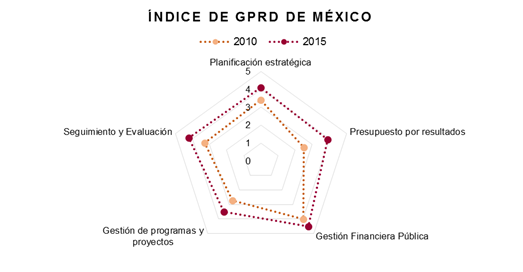 ÍNDICE DE GPRD DE MÉXICO
2010 2015
Planificación estratégica
5
4
3
2
1
0
Seguimiento y Evaluación
Presupuesto por resultados
Gestión de programas y
proyectos
Gestión Financiera Pública